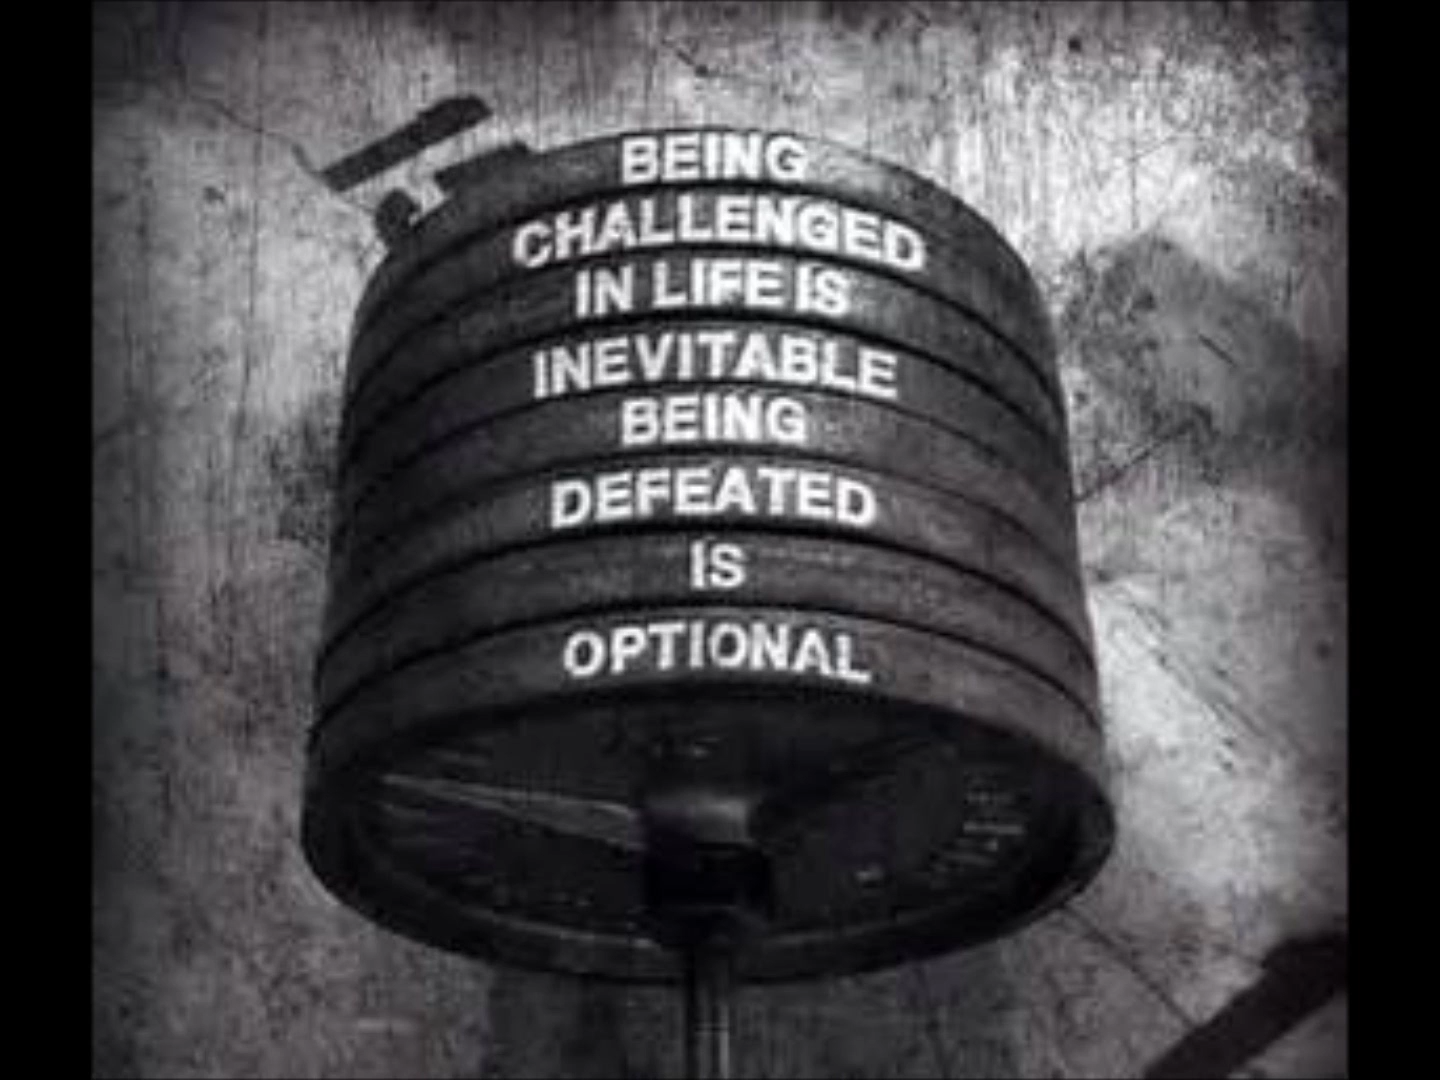 BEING
CHALLENGED
IN LIFE IS
INEVITABLE
BEING
DEFEATED
IS
OPTIONAL